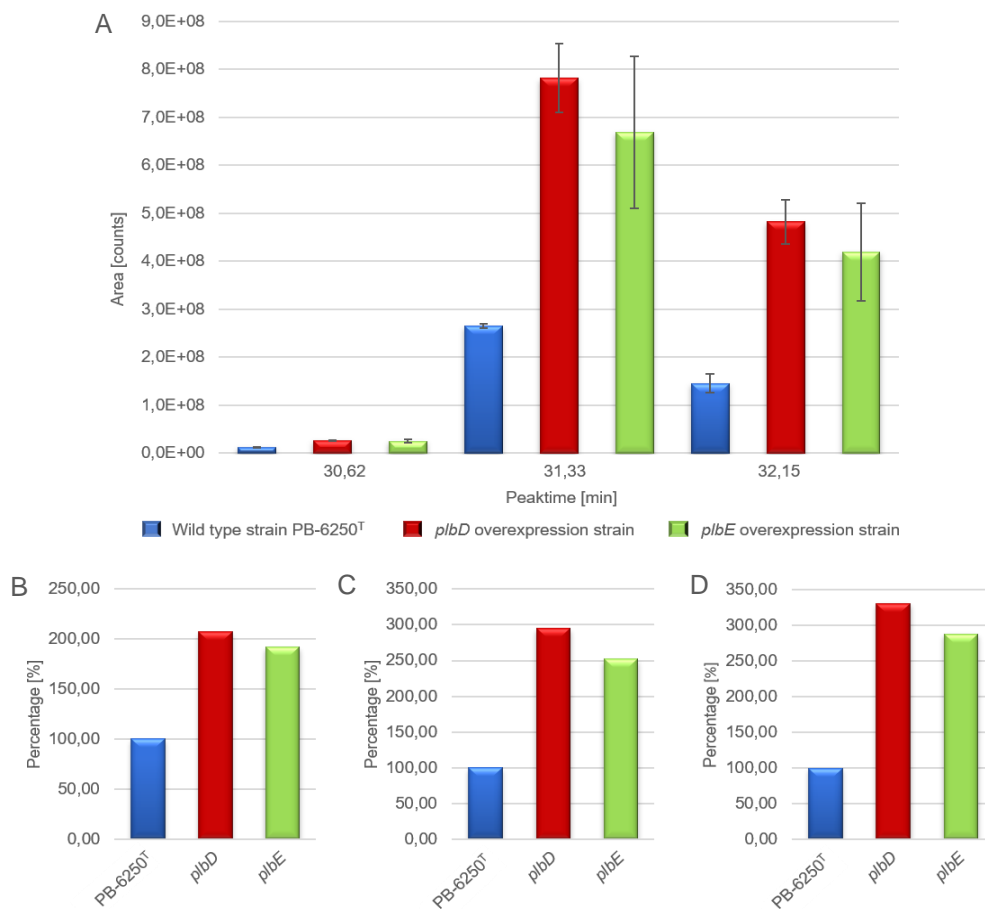 A
9,0E+08
8,0E+08
7,0E+08
6,0E+08
5,0E+08
4,0E+08
3,0E+08
2,0E+08
1,0E+08
0,0E+00
Area [counts]
30,62 31,33 32,15
Peaktime [min]
Wild type strain PB-6250ᵀ plbD overexpression strain plbE overexpression strain
B
250,00
200,00
150,00
100,00
50,00
0,00
Percentage [%]
PB-6250ᵀ plbD plbE
C
350,00
300,00
250,00
200,00
150,00
100,00
50,00
0,00
Percentage [%]
PB-6250ᵀ plbD plbE
D
350,00
300,00
250,00
200,00
150,00
100,00
50,00
0,00
Percentage [%]
PB-6250ᵀ plbD plbE